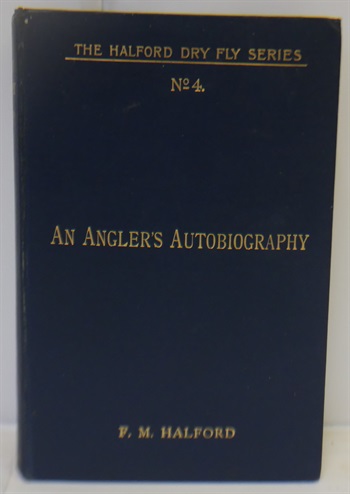 THE HALFORD DRY FLY SERIES
Nº 4.
AN ANGLER'S AUTOBIOGRAPHY
F. M. HALFORD